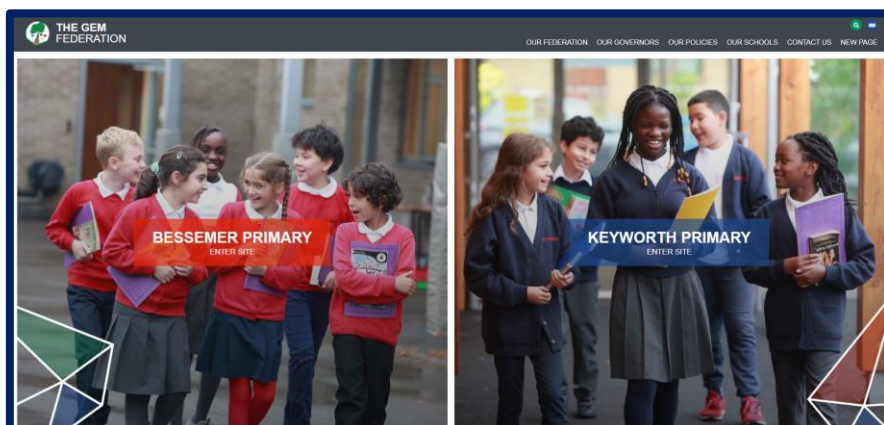 THE GEM
FEDERATION
OUR FEDERATION OUR GOVERNORS OUR POLICIES OUR SCHOOLS CONTACT US NEW PAGE
BESSEMER PRIMARY
ENTER SITE
KEYWORTH PRIMARY
ENTER SITE